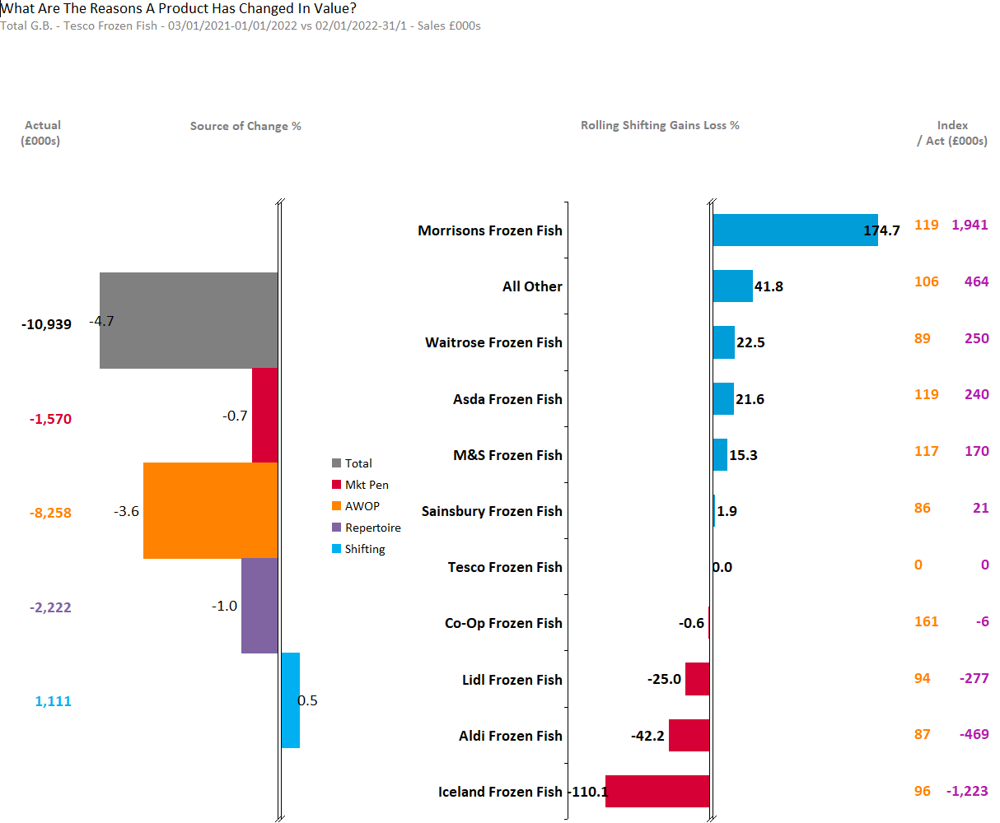 What Are The Reasons A Product Has Changed In Value?
Total G.B. - Tesco Frozen Fish - 03/01/2021-01/01/2022 vs 02/01/2022-31/1 - Sales £000s
Actual
(£000s)
Source of Change %
Rolling Shifting Gains Loss %
Index
/ Act (£000s)
-10,939
-4.7
-1,570
-0.7
-8,258
-3.6
-2,222
-1.0
1,111
0.5
Total
Mkt Pen
AWOP
Repertoire
Shifting
Morrisons Frozen Fish 174.7 119 1,941
All Other 41.8 106 464
Waitrose Frozen Fish 22.5 89 250
Asda Frozen Fish 21.6 119 240
M&S Frozen Fish 15.3 117 170
Sainsbury Frozen Fish 1.9 86 21
Tesco Frozen Fish 0.0 0 0
Co-Op Frozen Fish -0.6 161 -6
Lidl Frozen Fish -25.0 94 -277
Aldi Frozen Fish -42.2 87 -469
Iceland Frozen Fish -110.1 96 -1,223